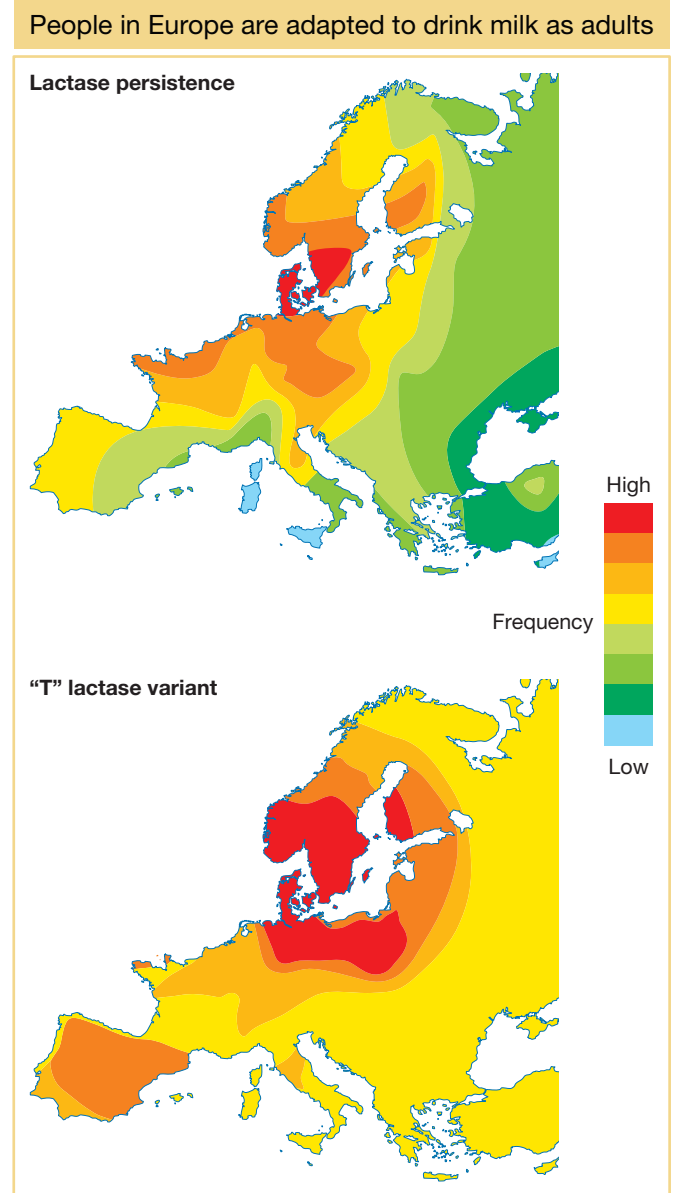 People in Europe are adapted to drink milk as adults
Lactase persistence
High
Frequency
Low
“T” lactase variant